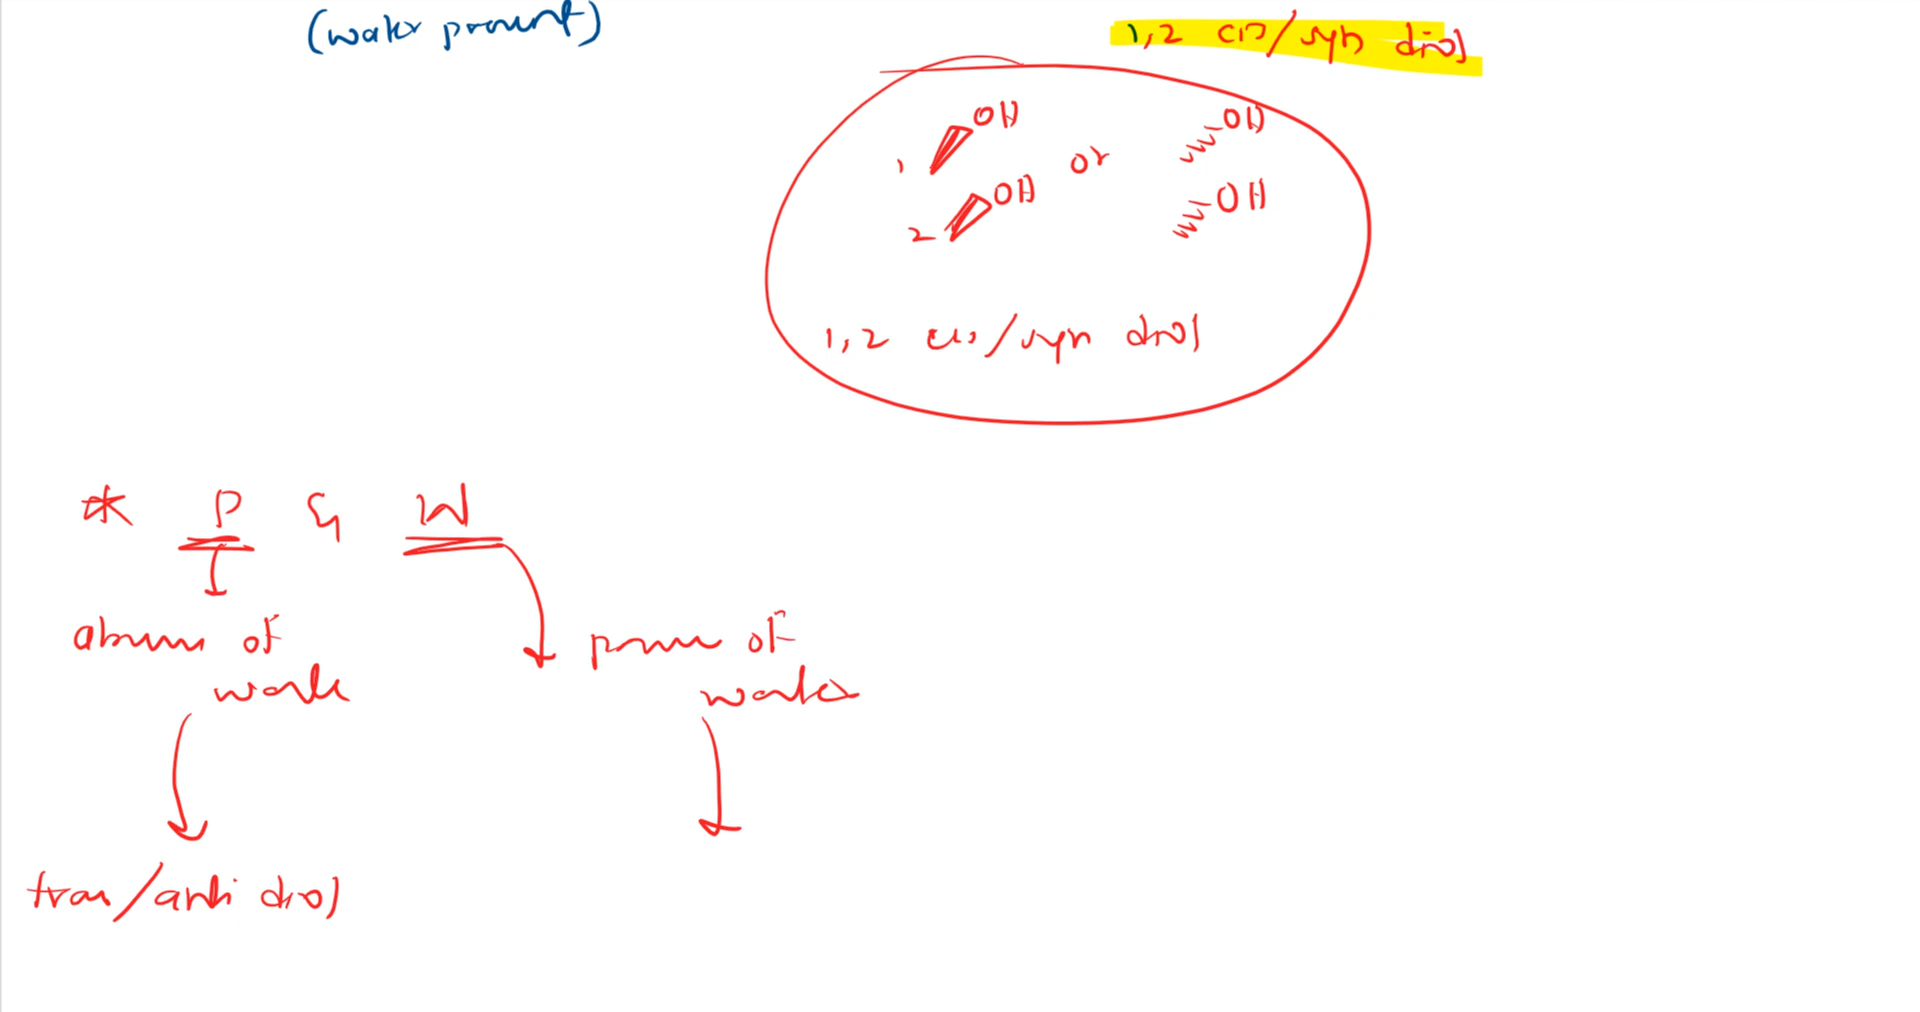 (water present)
1,2 cis/syn diol
OH
OH
1
or
OH
OH
2
1,2 cis/syn diol
* P & W
absence of
water
presence of
water
trans/anti diol